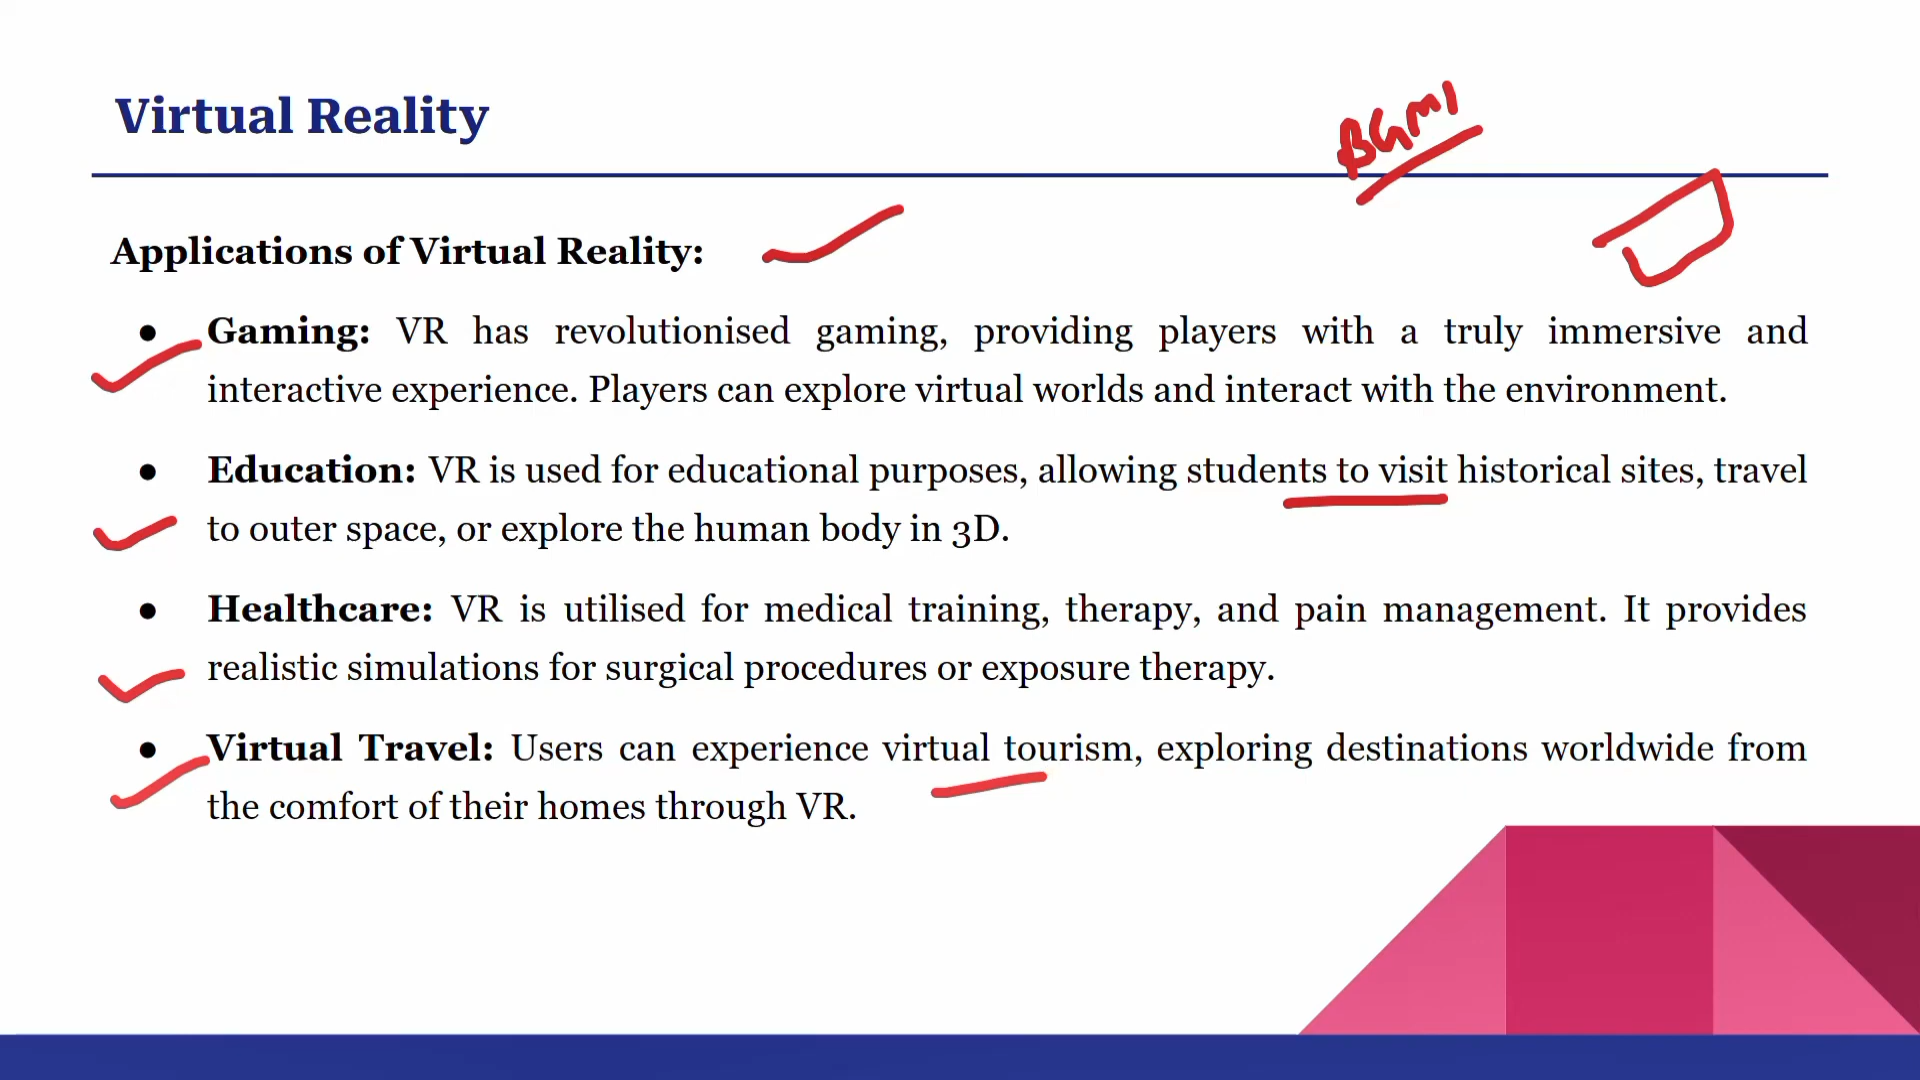 Virtual Reality
BGMI
Applications of Virtual Reality:
● Gaming: VR has revolutionised gaming, providing players with a truly immersive and
interactive experience. Players can explore virtual worlds and interact with the environment.
● Education: VR is used for educational purposes, allowing students to visit historical sites, travel
to outer space, or explore the human body in 3D.
● Healthcare: VR is utilised for medical training, therapy, and pain management. It provides
realistic simulations for surgical procedures or exposure therapy.
● Virtual Travel: Users can experience virtual tourism, exploring destinations worldwide from
the comfort of their homes through VR.